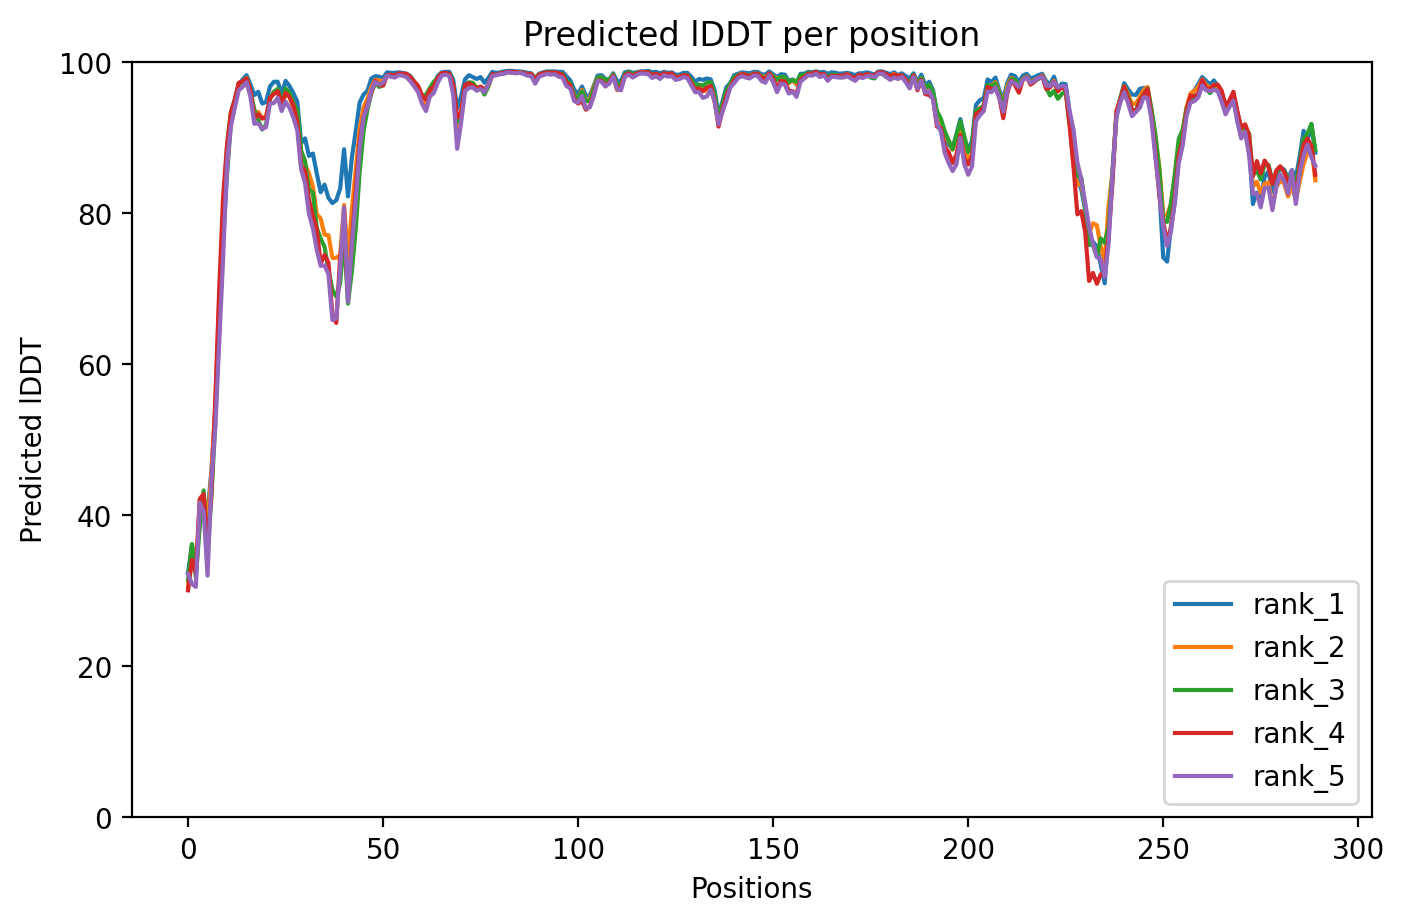 Predicted lDDT per position
100
80
60
40
20
0
Predicted lDDT
0 50 100 150 200 250 300
Positions
rank_1
rank_2
rank_3
rank_4
rank_5